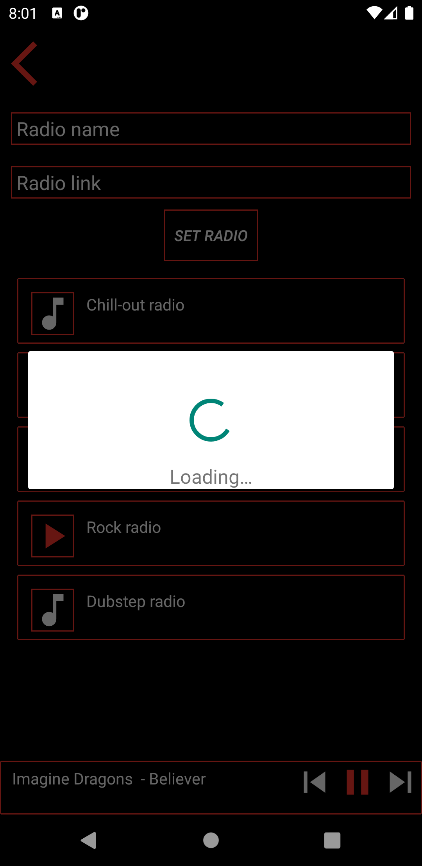 8:01
Radio name
Radio link
SET RADIO
Chill-out radio
Loading...
Rock radio
Dubstep radio
Imagine Dragons  - Believer